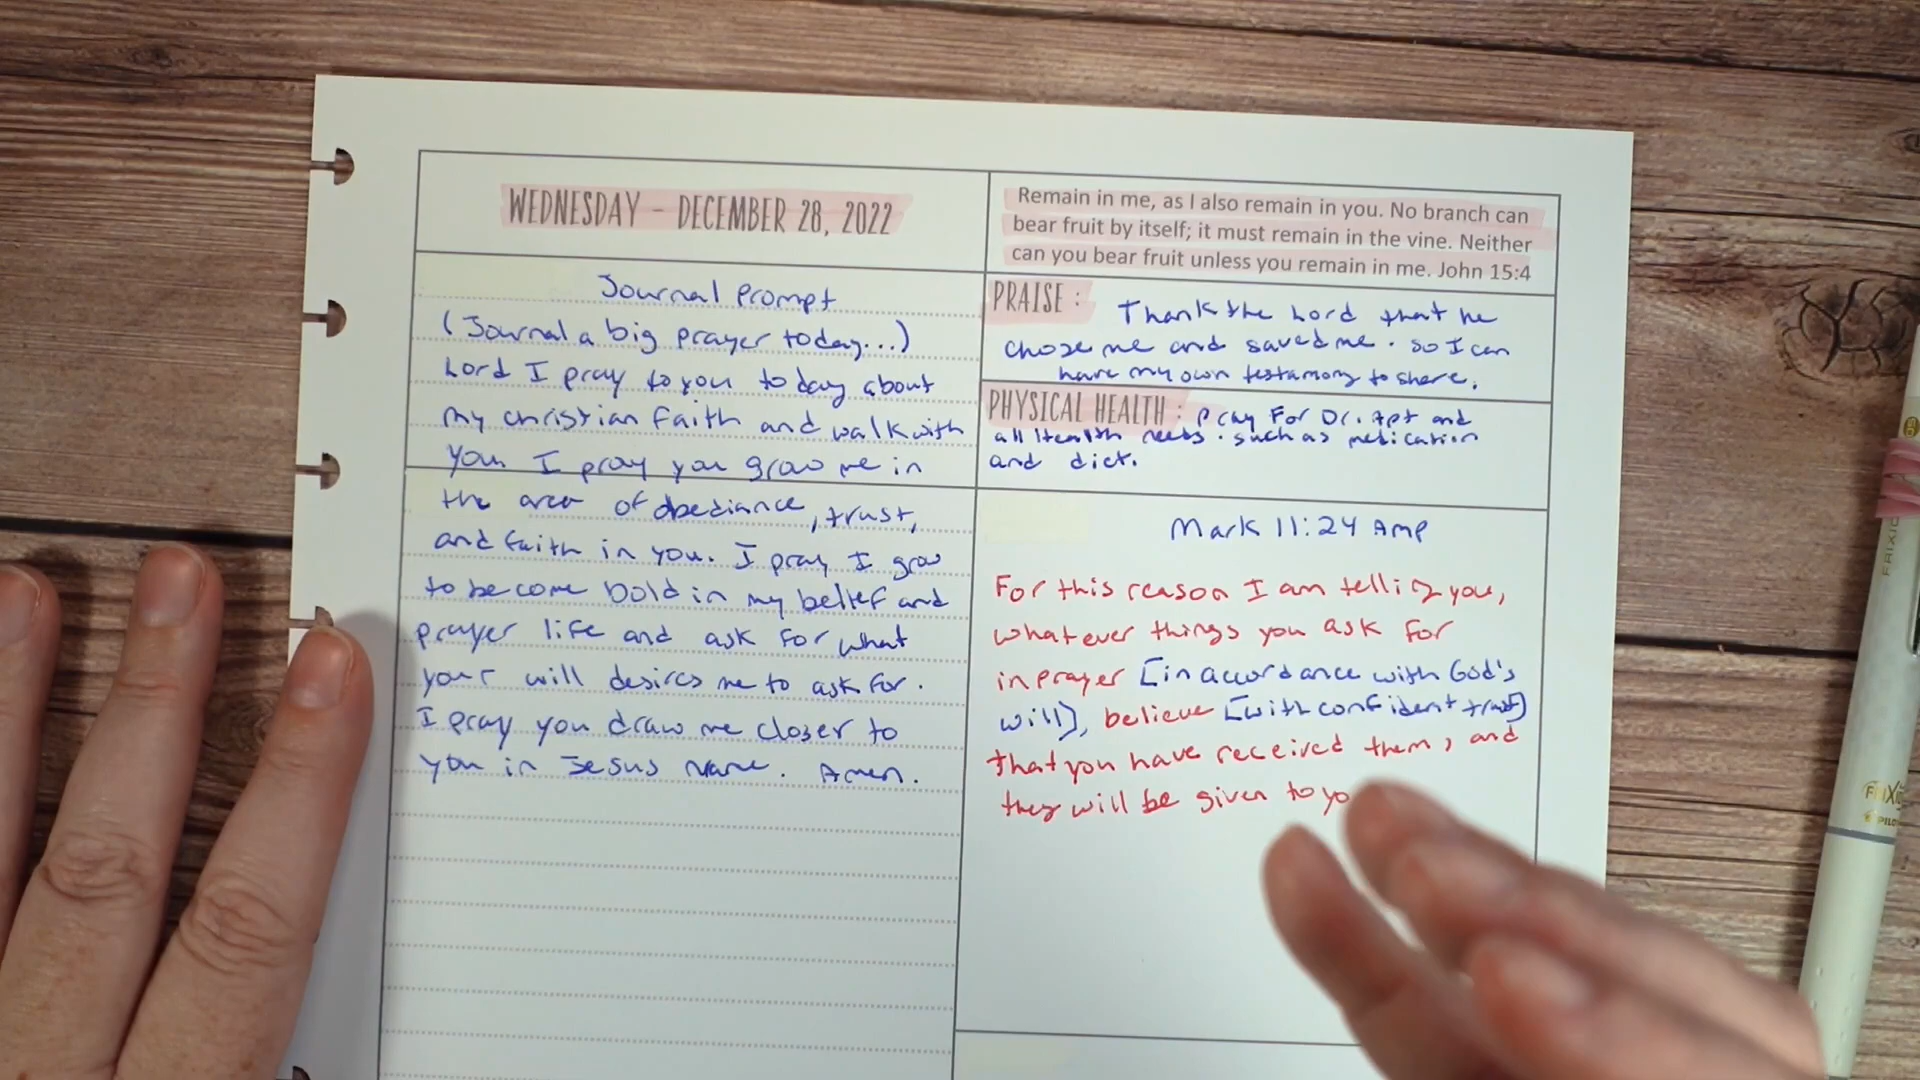 WEDNESDAY - DECEMBER 28, 2022
Journal prompt
(Journal a big prayer today...)
Lord I pray to you today about
my christian faith and walk with
you. I pray you grow me in
the area of obediance, trust,
and faith in you. I pray I grow
to become bold in my belief and
prayer life and ask for what
your will desires me to ask for.
I pray you draw me closer to
you in Jesus name. Amen.
Remain in me, as I also remain in you. No branch can
bear fruit by itself; it must remain in the vine. Neither
can you bear fruit unless you remain in me. John 15:4
PRAISE : Thank the Lord that he
chose me and saved me. so I can
have my own testamony to share.
PHYSICAL HEALTH : pray For Dr. Apt and
all Health needs. such as medication
and diet.
Mark 11:24 Amp
For this reason I am telling you,
whatever things you ask for
in prayer [in accordance with God's
will], believe [with confident trust]
that you have received them, and
they will be given to yo
FRIXION
PILOT